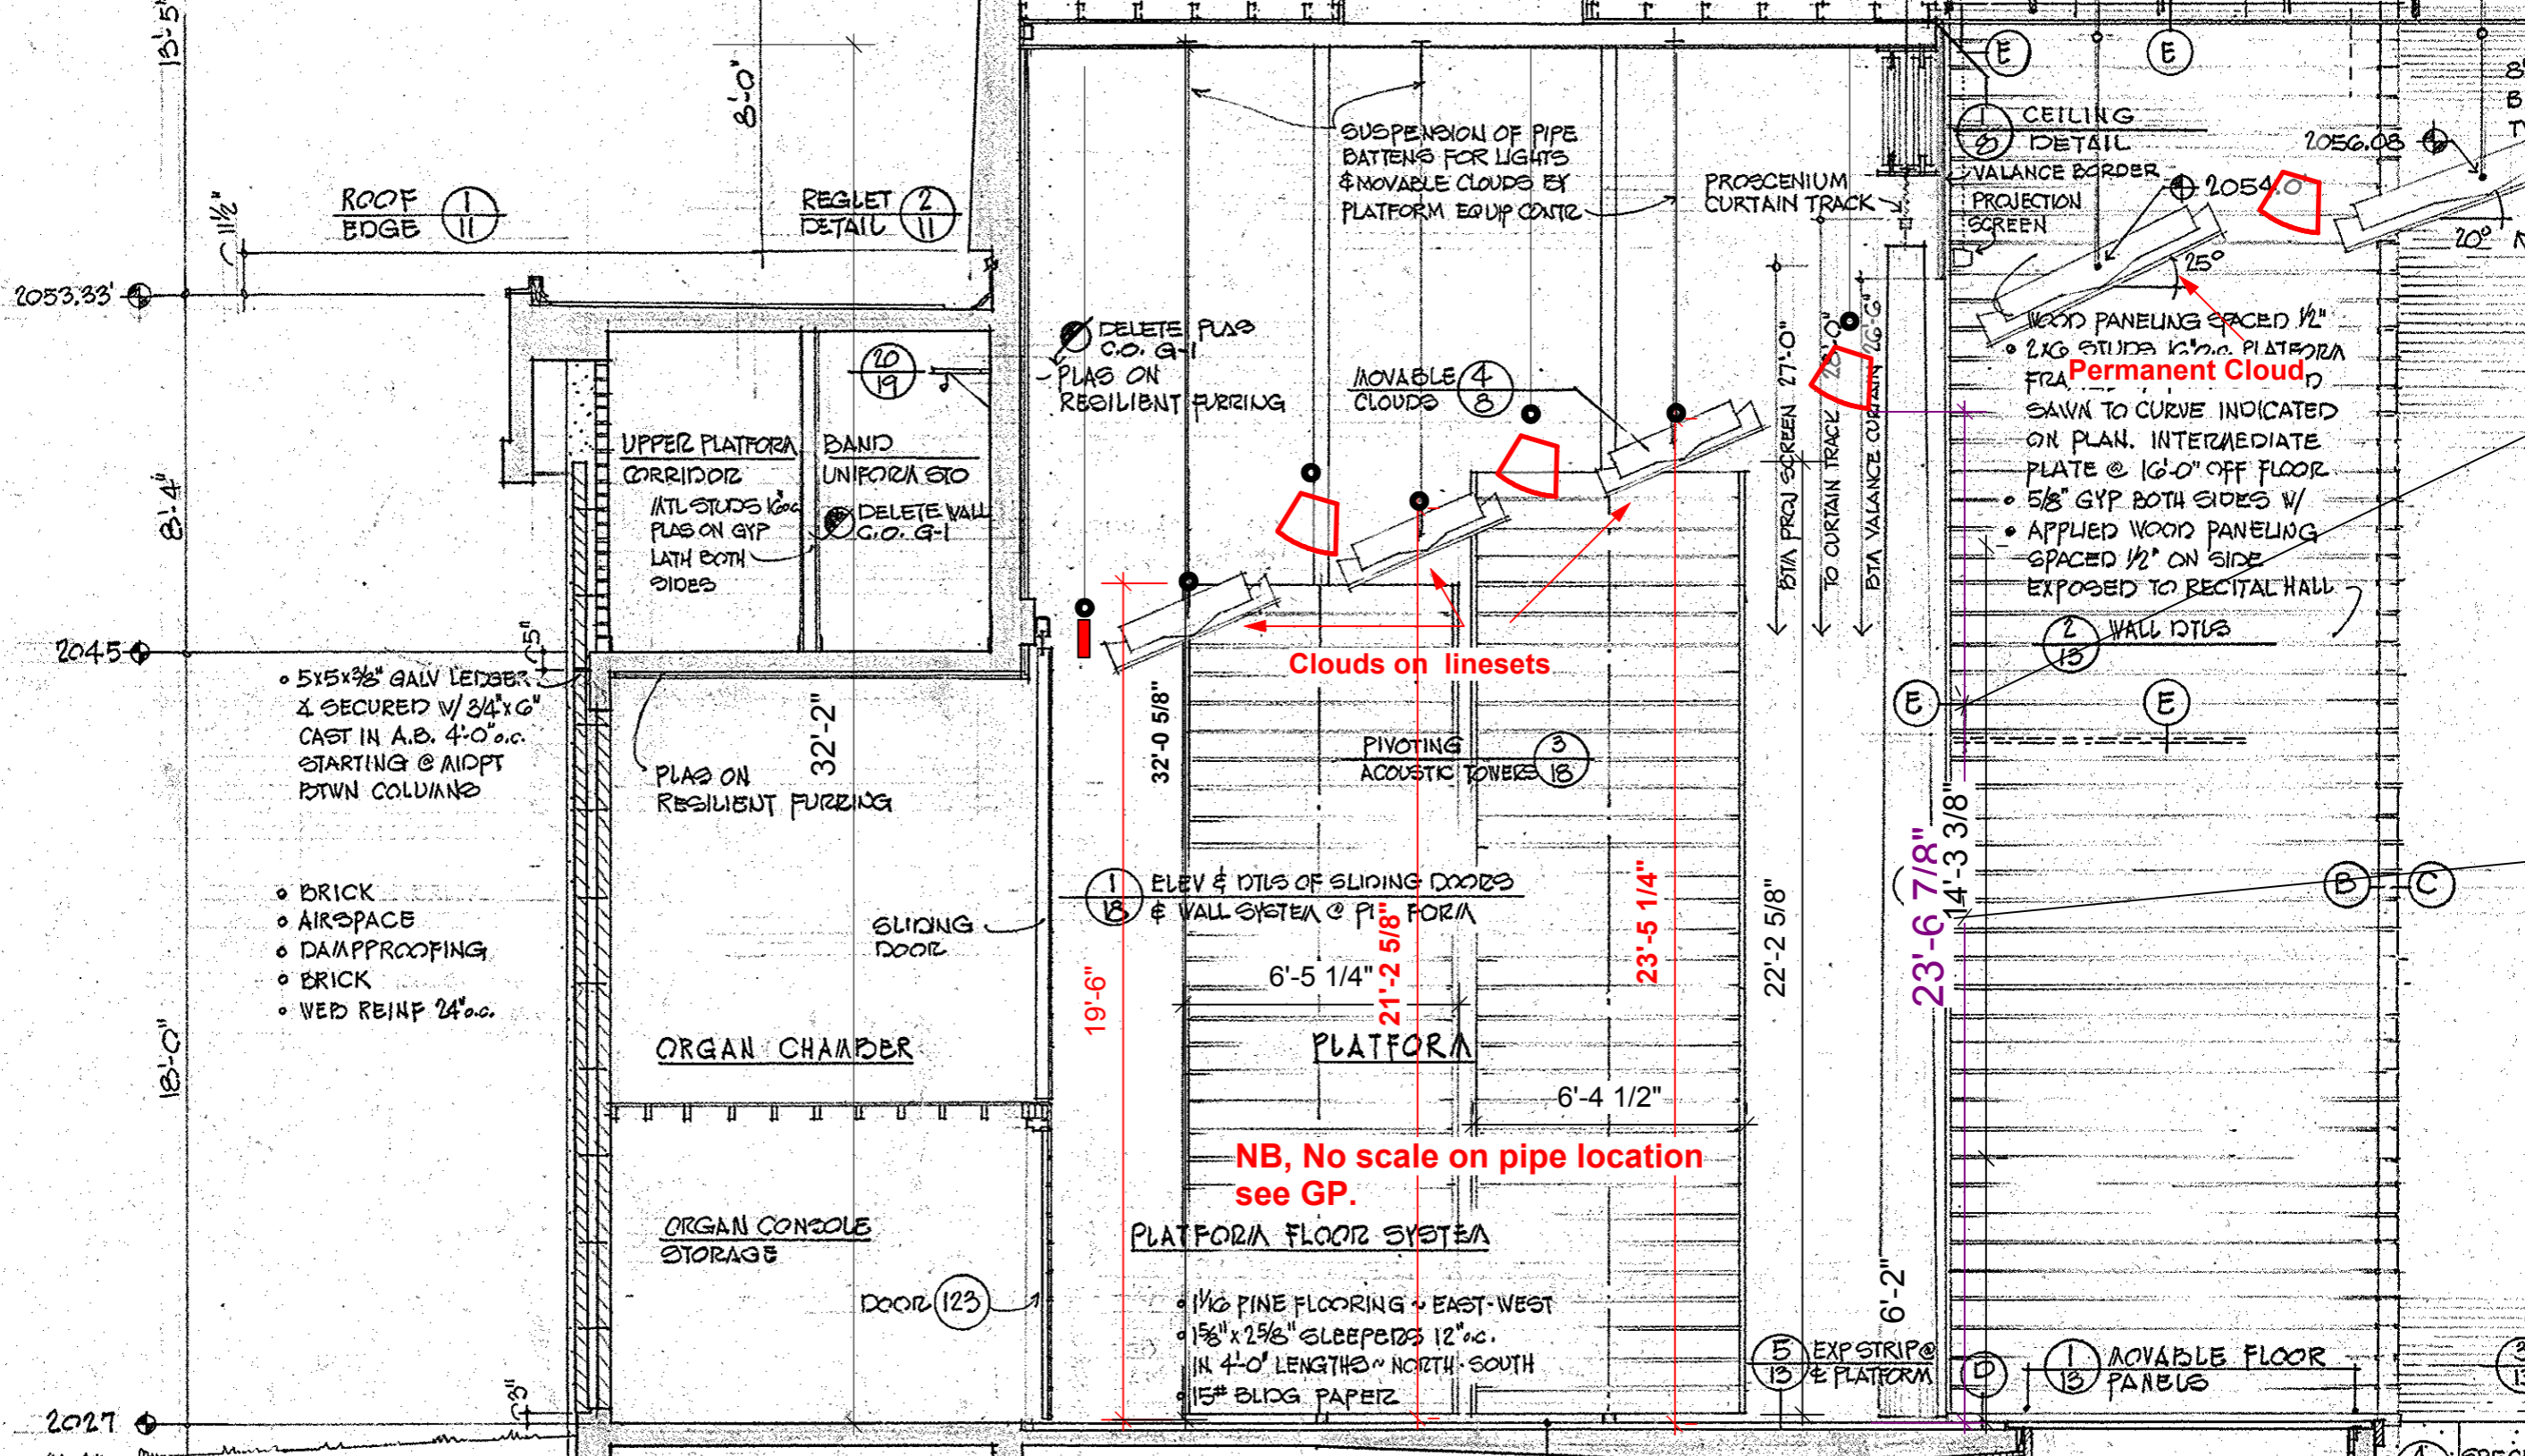 13'-5"
8'-0"
11 1/2"
ROOF
EDGE
1
11
REGLET
DETAIL
2
11
2053.33'
8'-4"
2045
5"
18'-0"
3"
2027
20
19
UPPER PLATFORM
CORRIDOR
MTL STUDS 16"oc
PLAS ON GYP
LATH BOTH
SIDES
BAND
UNIFORM STO
DELETE WALL
C.O. G-1
DELETE PLAS
C.O. G-1
PLAS ON
RESILIENT FURRING
SUSPENSION OF PIPE
BATTENS FOR LIGHTS
& MOVABLE CLOUDS BY
PLATFORM EQUIP CONTR
PROSCENIUM
CURTAIN TRACK
MOVABLE
CLOUDS
4
8
E
E
1
8
CEILING
DETAIL
VALANCE BORDER
PROJECTION
SCREEN
2054.0
2056.08
25°
20°
WOOD PANELING SPACED 1/2"
• 2X6 STUDS 16"o.c. PLATFORM
FRA
D
Permanent Cloud
SAWN TO CURVE INDICATED
ON PLAN. INTERMEDIATE
PLATE @ 16'-0" OFF FLOOR
• 5/8" GYP BOTH SIDES W/
• APPLIED WOOD PANELING
SPACED 1/2" ON SIDE
EXPOSED TO RECITAL HALL
2
13
WALL DTLS
BTM PROJ SCREEN 27'-0"
TO CURTAIN TRACK
BTM VALANCE CURTAIN 26'-6"
Clouds on linesets
• 5x5x3/8" GALV LEDGER
∠ SECURED W/ 3/4"x6"
CAST IN A.B. 4'-0" o.c.
STARTING @ MIDPT
BTWN COLUMNS
• BRICK
• AIRSPACE
• DAMPPROOFING
• BRICK
• WEB REINF 24"o.c.
PLAS ON
RESILIENT FURRING
32'-2"
32'-0 5/8"
PIVOTING
ACOUSTIC TOWERS
3
18
E
E
1
18
ELEV & DTLS OF SLIDING DOORS
& WALL SYSTEM @ PL FORM
SLIDING
DOOR
19'-6"
6'-5 1/4"
21'-2 5/8"
23'-5 1/4"
22'-2 5/8"
23'-6 7/8"
14'-3 3/8"
B
C
ORGAN CHAMBER
PLATFORM
6'-4 1/2"
NB, No scale on pipe location
see GP.
ORGAN CONSOLE
STORAGE
DOOR 123
PLATFORM FLOOR SYSTEM
• 1 1/16 PINE FLOORING ~ EAST-WEST
• 1 5/8" x 2 5/8" SLEEPERS 12"o.c.
IN 4'-0" LENGTHS ~ NORTH-SOUTH
• 15# BLDG PAPER
6'-2"
5
13
EXP STRIP @
℄ PLATFORM
D
1
13
MOVABLE FLOOR
PANELS